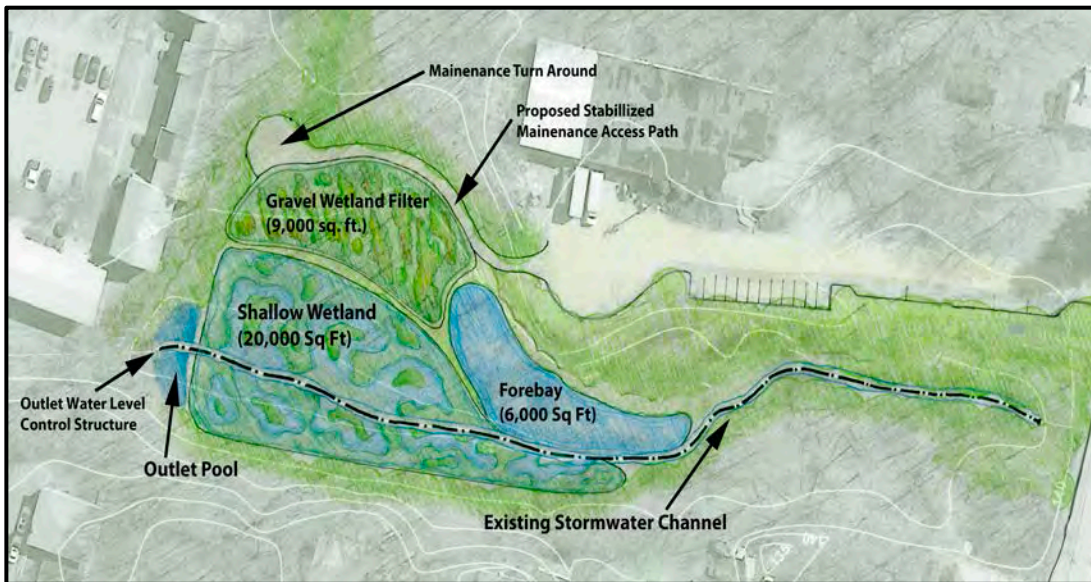 Mainenance Turn Around
Proposed Stabillized
Mainenance Access Path
Gravel Wetland Filter
(9,000 sq. ft.)
Shallow Wetland
(20,000 Sq Ft)
Forebay
(6,000 Sq Ft)
Outlet Water Level
Control Structure
Outlet Pool
Existing Stormwater Channel